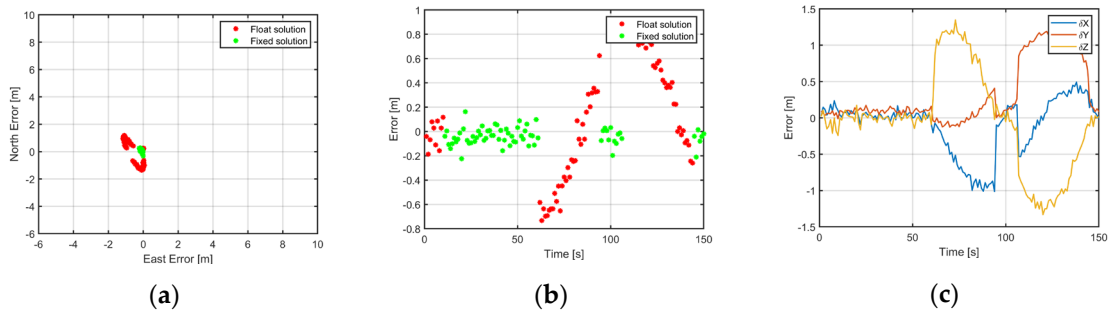 10
8
6
4
2
0
-2
-4
-6
North Error [m]
-6 -4 -2 0 2 4 6 8 10
East Error [m]
Float solution
Fixed solution
(a)
1
0.8
0.6
0.4
0.2
0
-0.2
-0.4
-0.6
-0.8
Error [m]
0 50 100 150
Time [s]
Float solution
Fixed solution
(b)
1.5
1
0.5
0
-0.5
-1
-1.5
Error [m]
0 50 100 150
Time [s]
δX
δY
δZ
(c)